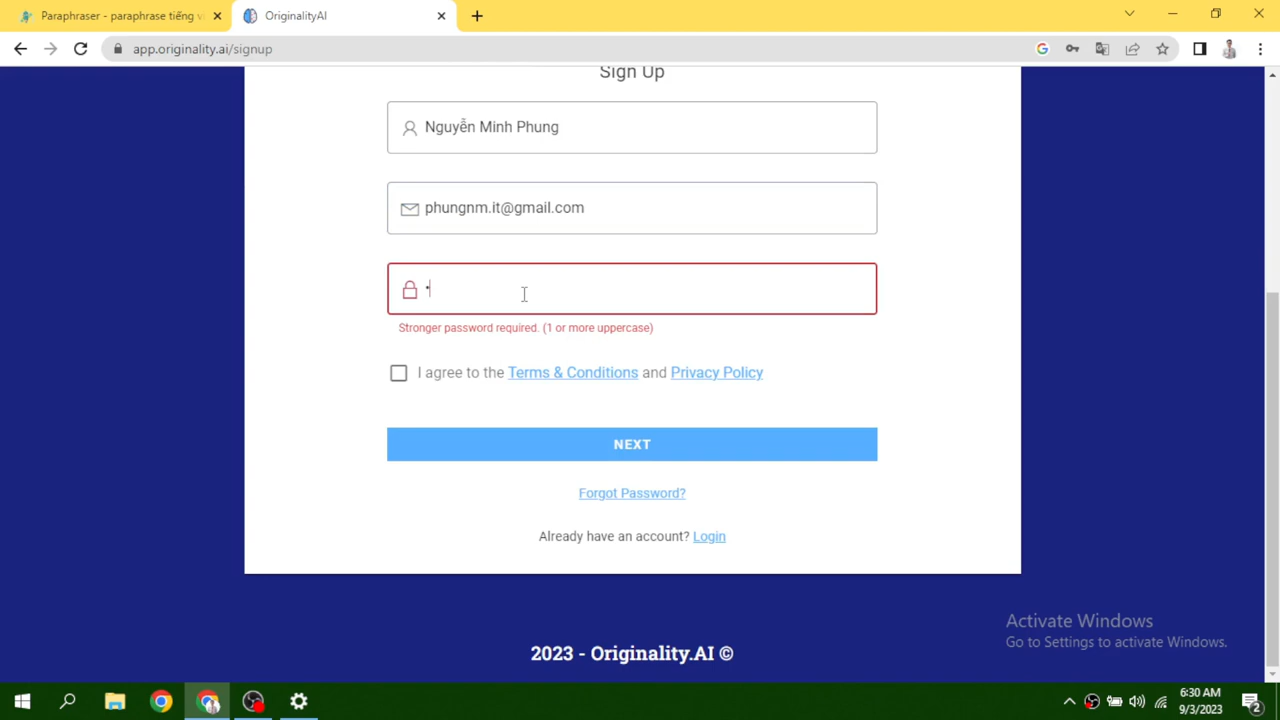 Paraphraser - paraphrase tiếng v
OriginalityAI
app.originality.ai/signup
Sign Up
Nguyễn Minh Phung
phungnm.it@gmail.com
Stronger password required. (1 or more uppercase)
I agree to the Terms & Conditions and Privacy Policy
NEXT
Forgot Password?
Already have an account? Login
Activate Windows
Go to Settings to activate Windows.
2023 - Originality.AI ©
6:30 AM
9/3/2023
2